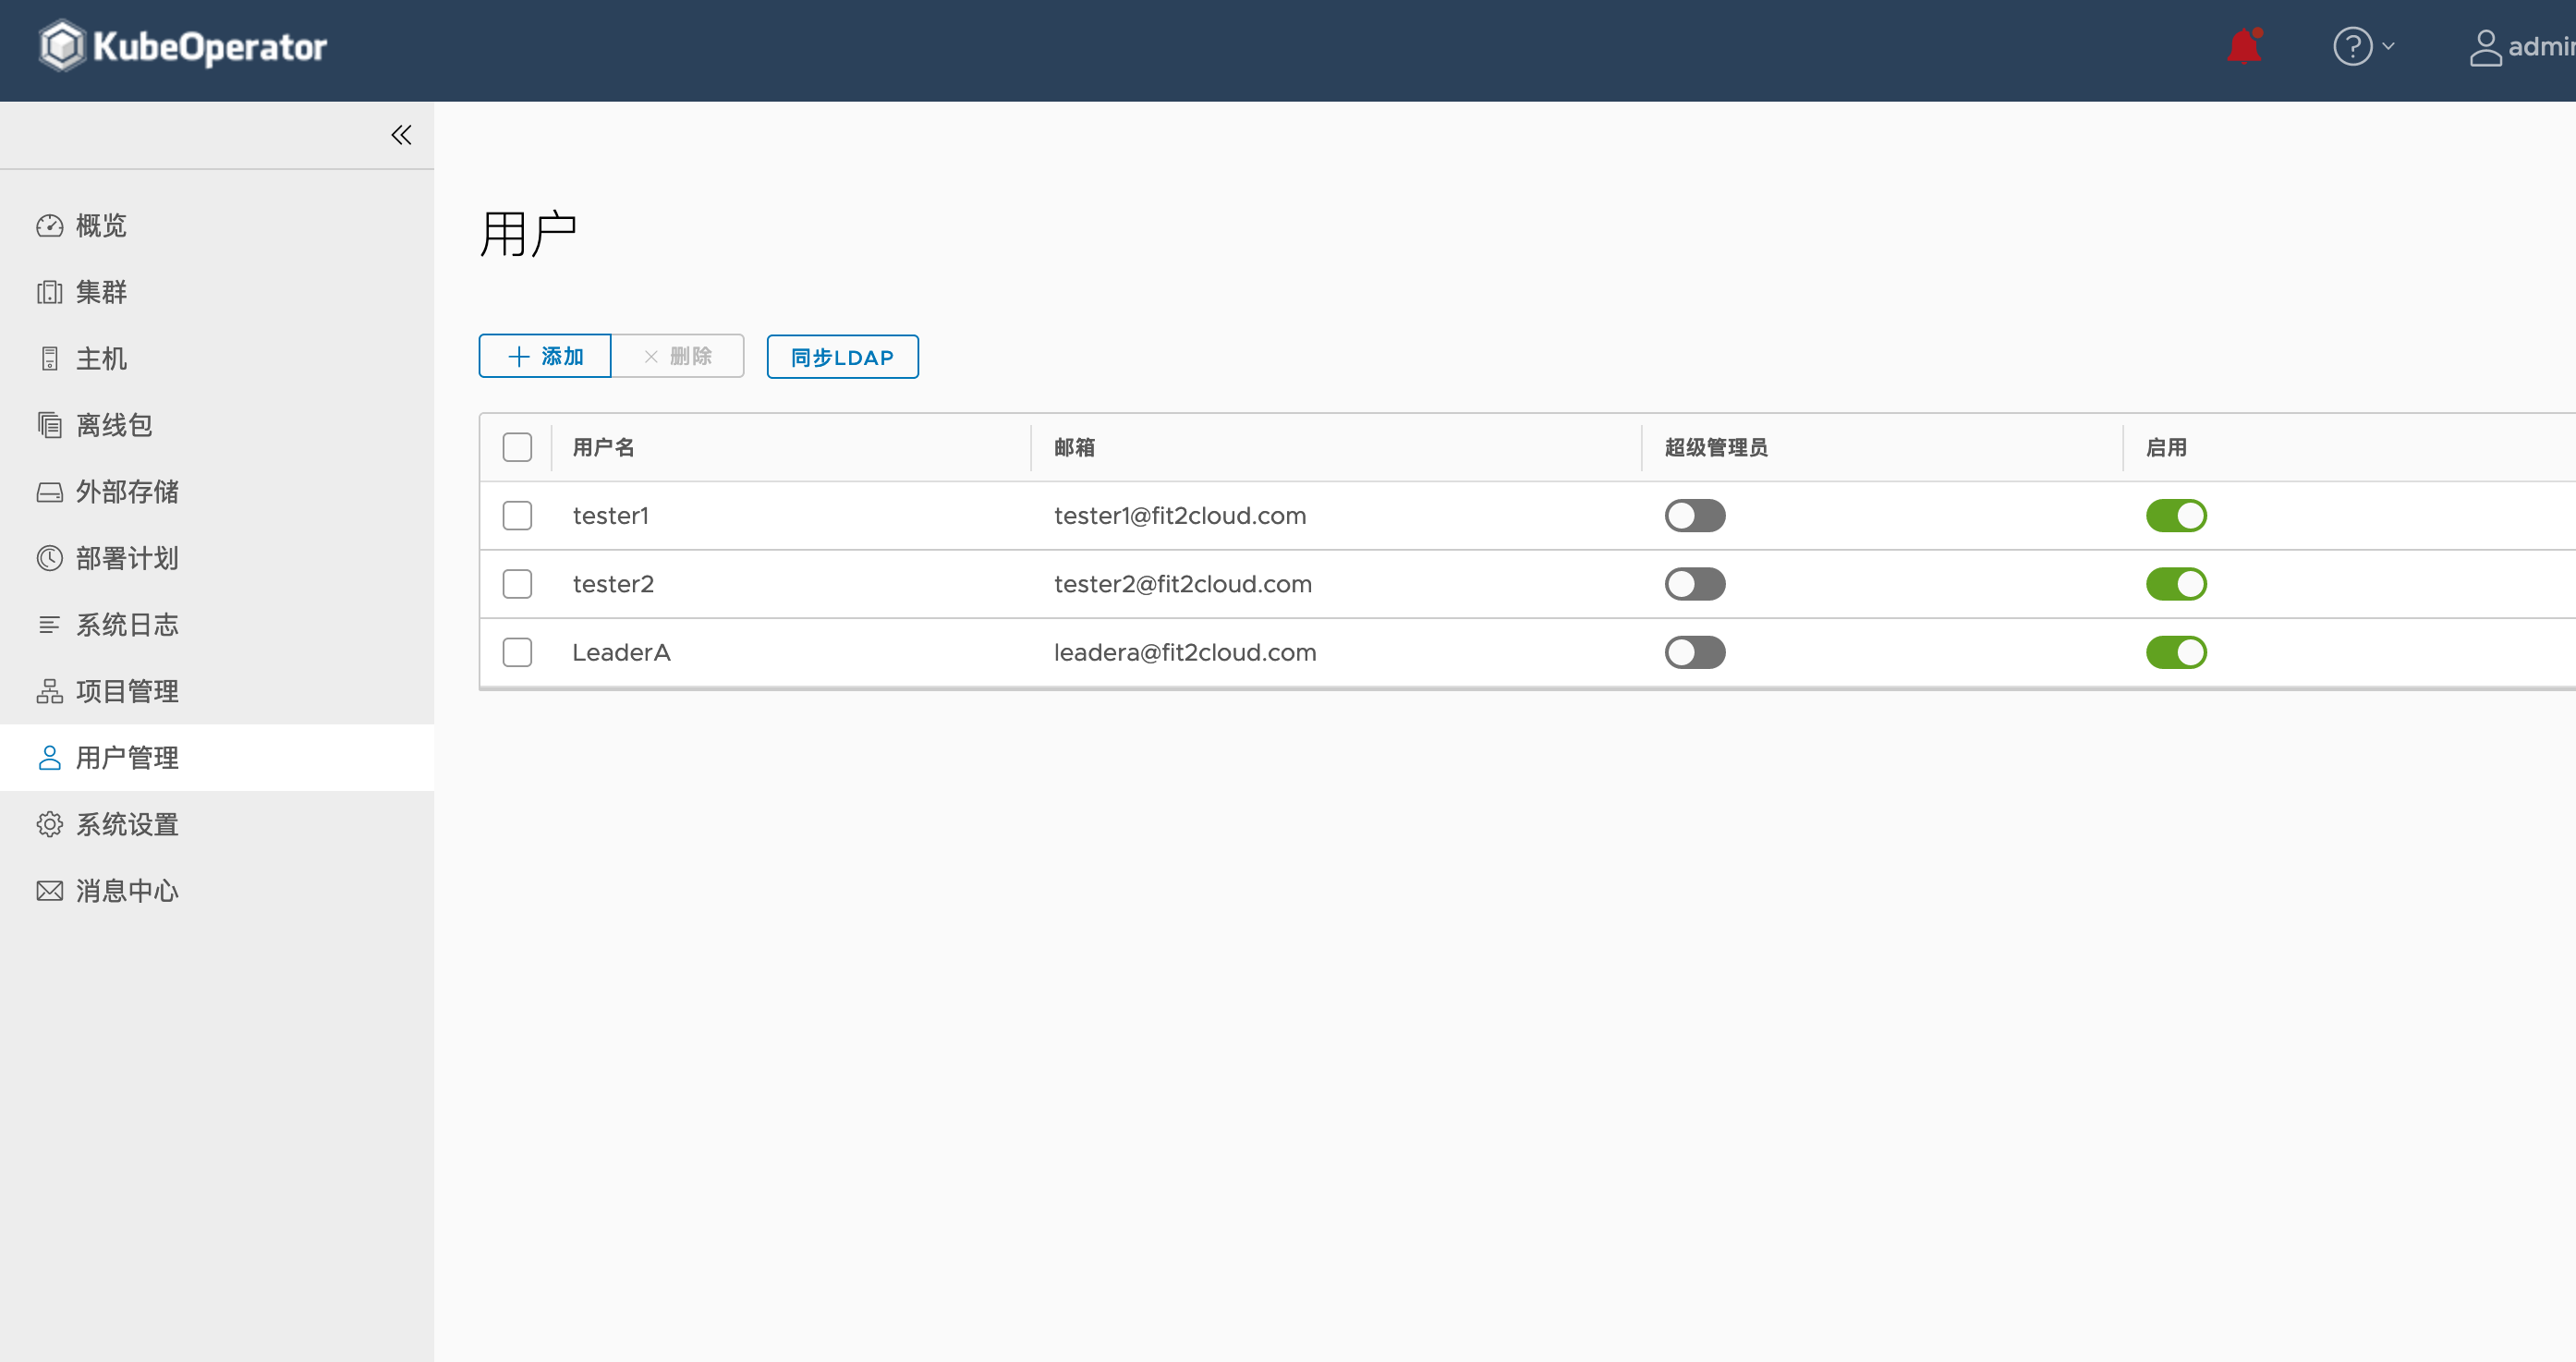 KubeOperator
概览
集群
主机
离线包
外部存储
部署计划
系统日志
项目管理
用户管理
系统设置
消息中心
用户
添加 删除 同步LDAP
用户名 邮箱 超级管理员 启用
tester1 tester1@fit2cloud.com
tester2 tester2@fit2cloud.com
LeaderA leadera@fit2cloud.com